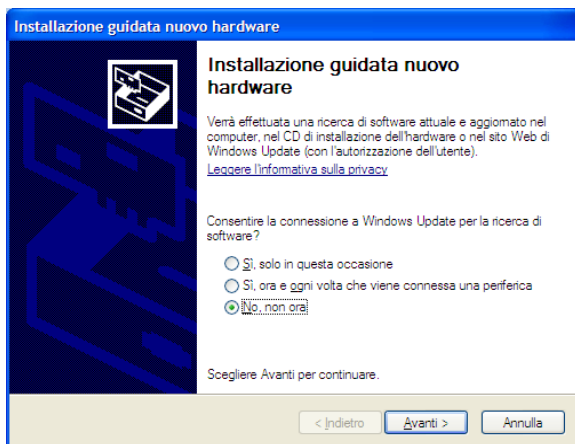 Installazione guidata nuovo hardware
Installazione guidata nuovo
hardware
Verrà effettuata una ricerca di software attuale e aggiornato nel
computer, nel CD di installazione dell'hardware o nel sito Web di
Windows Update (con l'autorizzazione dell'utente).
Leggere l'informativa sulla privacy
Consentire la connessione a Windows Update per la ricerca di
software?
Sì, solo in questa occasione
Sì, ora e ogni volta che viene connessa una periferica
No, non ora
Scegliere Avanti per continuare.
< Indietro Avanti > Annulla